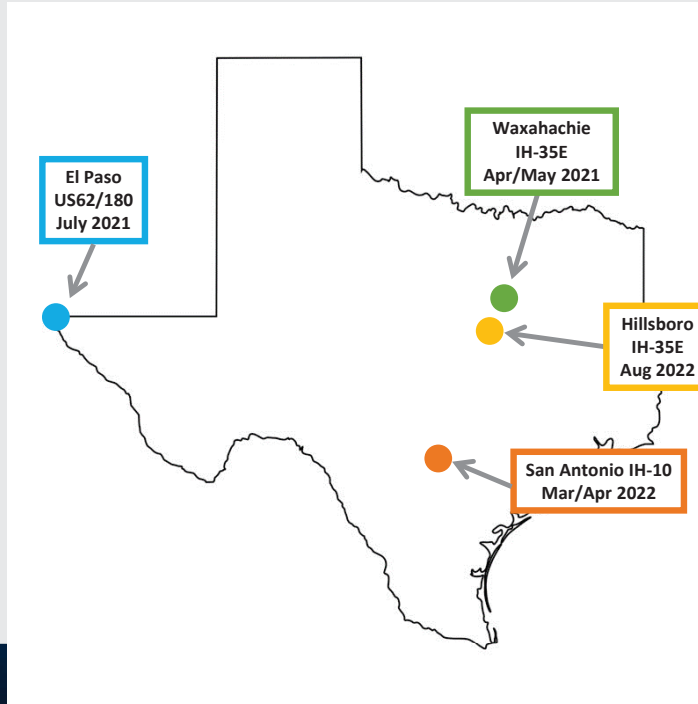 Waxahachie
IH-35E
Apr/May 2021
El Paso
US62/180
July 2021
Hillsboro
IH-35E
Aug 2022
San Antonio IH-10
Mar/Apr 2022